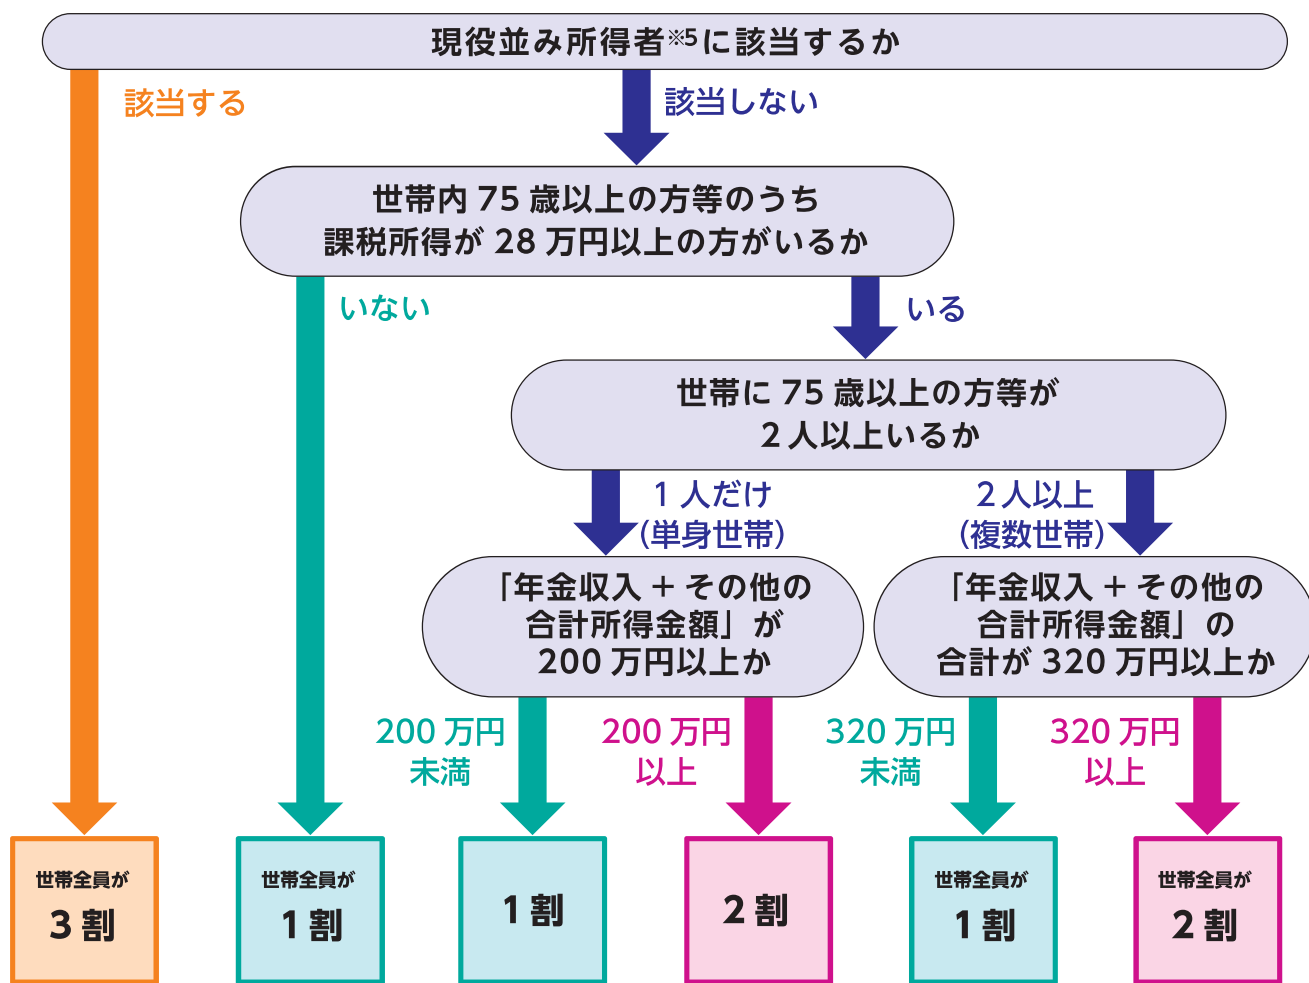 現役並み所得者※5に該当するか
該当する
該当しない
世帯内 75 歳以上の方等のうち
課税所得が 28 万円以上の方がいるか
いない
いる
世帯に 75 歳以上の方等が
2人以上いるか
1 人だけ
(単身世帯)
2人以上
(複数世帯)
「年金収入 + その他の
合計所得金額」が
200 万円以上か
「年金収入 + その他の
合計所得金額」の
合計が 320 万円以上か
200 万円
未満
200 万円
以上
320 万円
未満
320 万円
以上
世帯全員が
3 割
世帯全員が
1 割
1 割
2 割
世帯全員が
1 割
世帯全員が
2 割